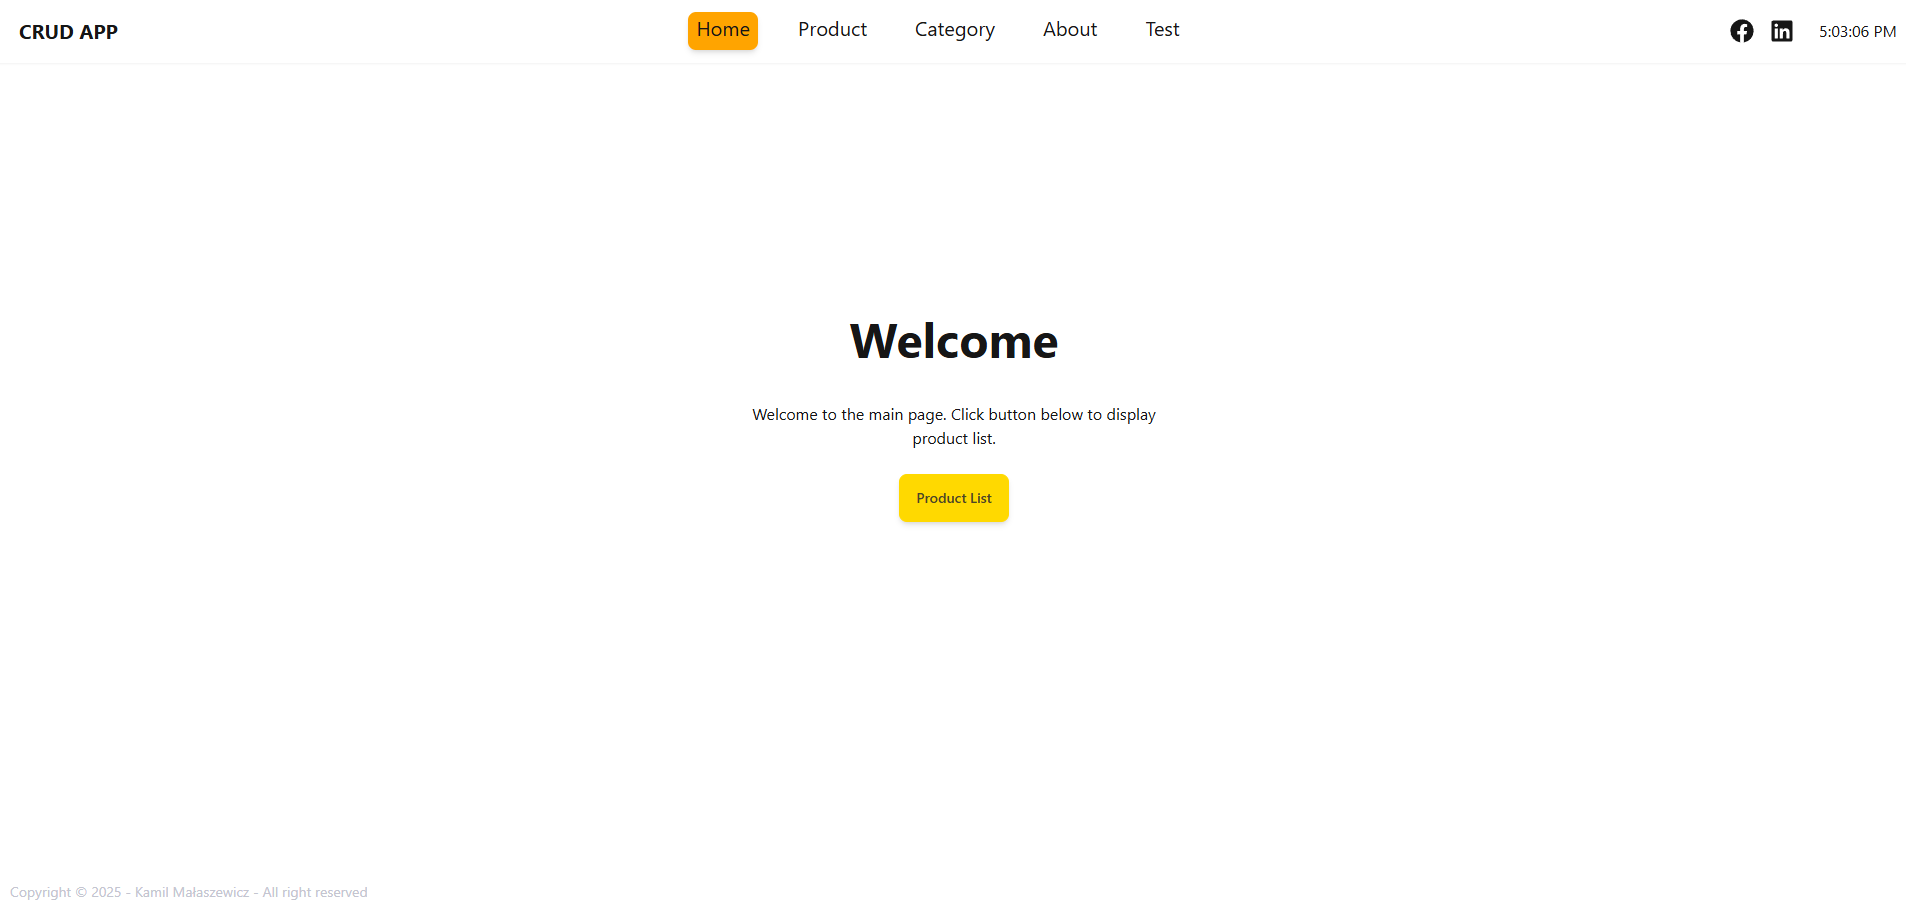 CRUD APP
Home Product Category About Test
5:03:06 PM
Welcome
Welcome to the main page. Click button below to display
product list.
Product List
Copyright © 2025 - Kamil Małaszewicz - All right reserved